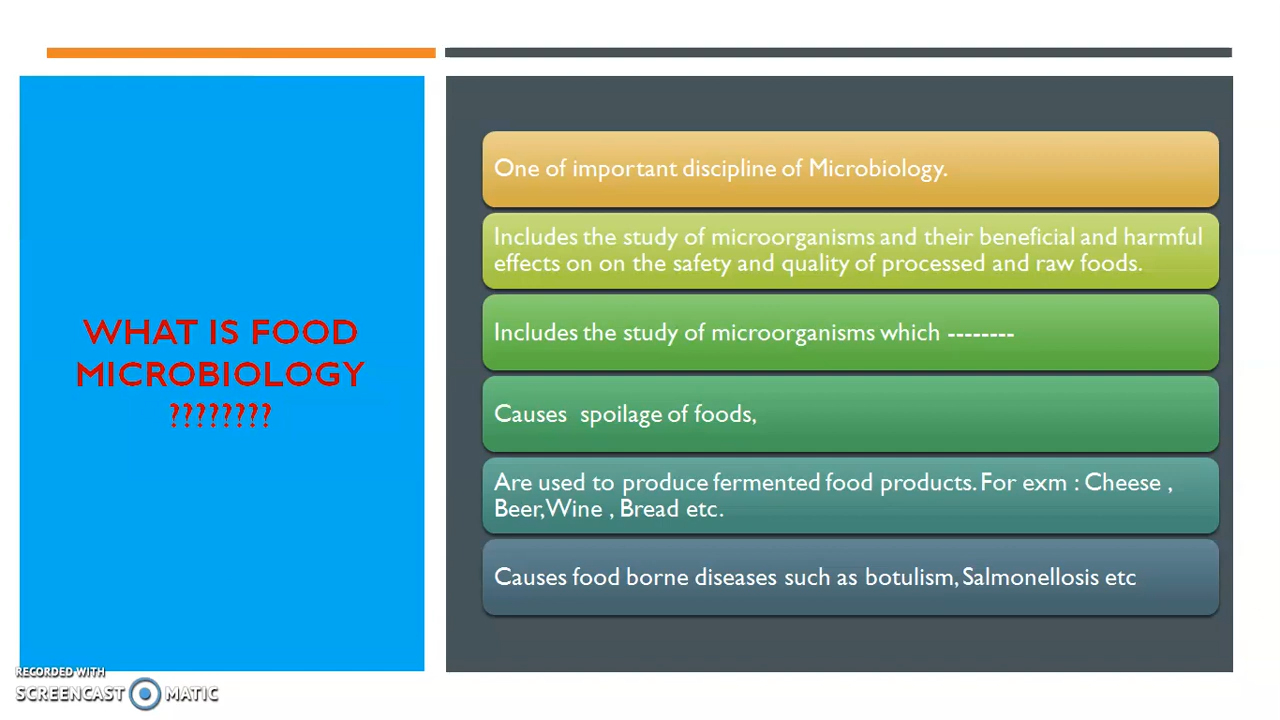 WHAT IS FOOD
MICROBIOLOGY
????????
One of important discipline of Microbiology.
Includes the study of microorganisms and their beneficial and harmful
effects on on the safety and quality of processed and raw foods.
Includes the study of microorganisms which --------
Causes  spoilage of foods,
Are used to produce fermented food products. For exm : Cheese ,
Beer, Wine , Bread etc.
Causes food borne diseases such as botulism, Salmonellosis etc
RECORDED WITH
SCREENCAST MATIC